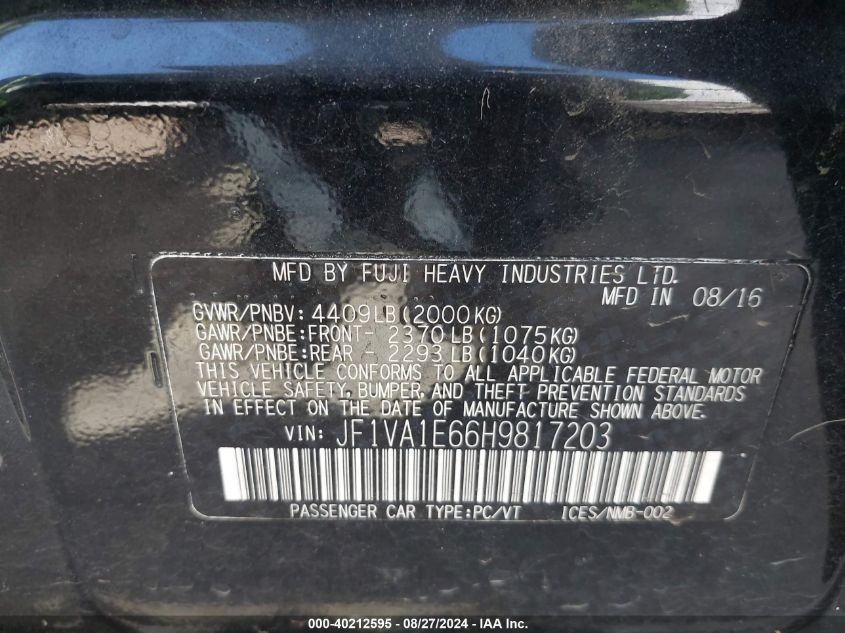 MFD BY FUJI HEAVY INDUSTRIES LTD.
MFD IN 08/16
GVWR/PNBV: 4409LB(2000KG)
GAWR/PNBE:FRONT- 2370LB(1075KG)
GAWR/PNBE:REAR - 2293LB(1040KG)
THIS VEHICLE CONFORMS TO ALL APPLICABLE FEDERAL MOTOR
VEHICLE SAFETY, BUMPER, AND THEFT PREVENTION STANDARDS
IN EFFECT ON THE DATE OF MANUFACTURE SHOWN ABOVE.
VIN: JF1VA1E66H9817203
PASSENGER CAR TYPE:PC/VT ICES/NMB-002
000-40212595 - 08/27/2024 - IAA Inc.